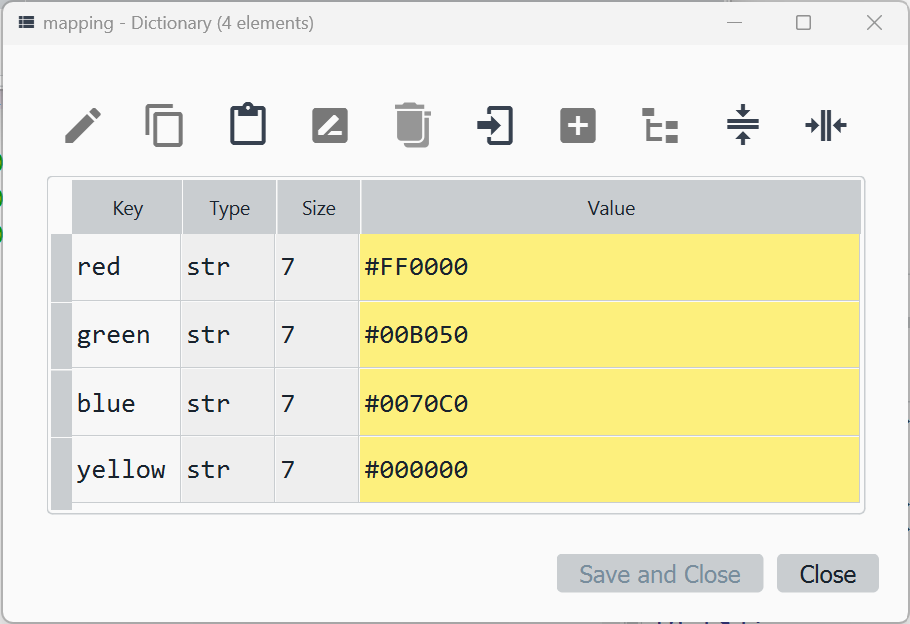 mapping - Dictionary (4 elements)
Key Type Size Value
red str 7 #FF0000
green str 7 #00B050
blue str 7 #0070C0
yellow str 7 #000000
Save and Close Close